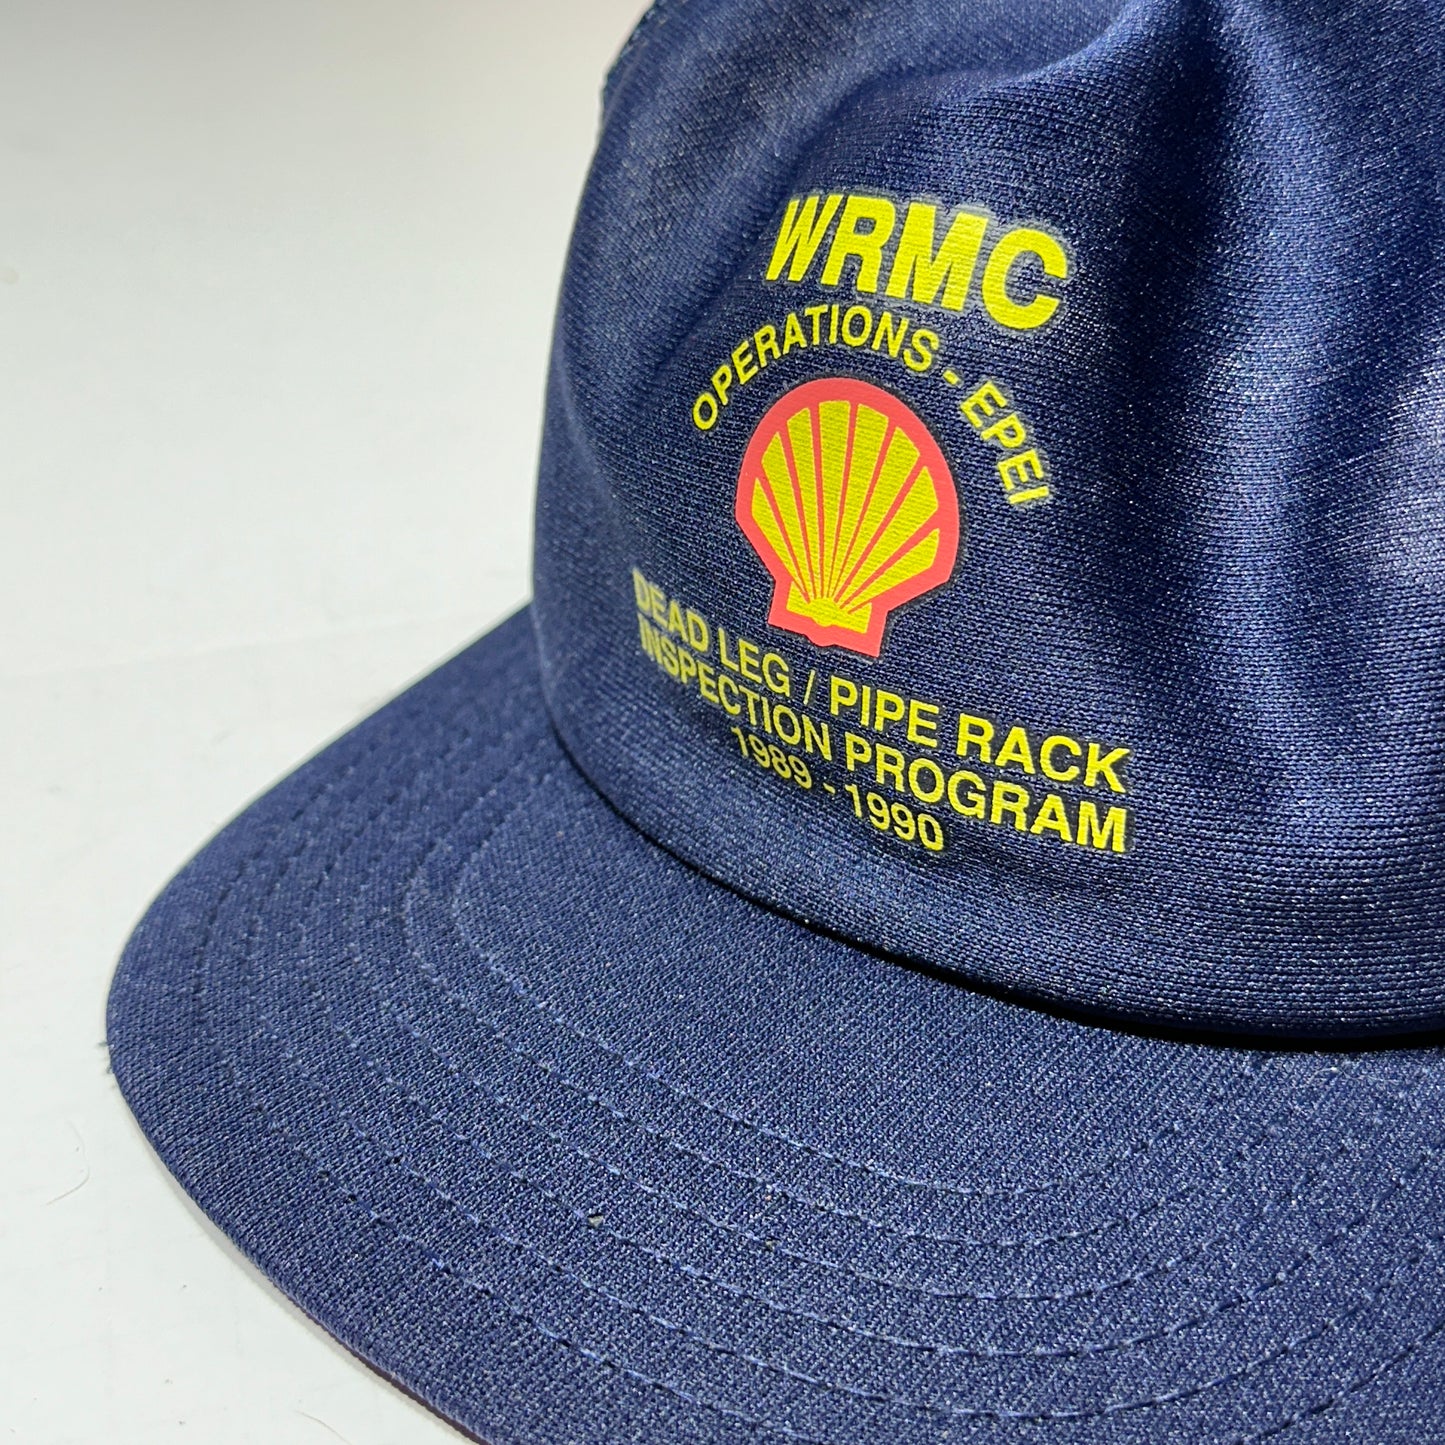 WRMC
OPERATIONS - EPEI
DEAD LEG / PIPE RACK
INSPECTION PROGRAM
1989 - 1990